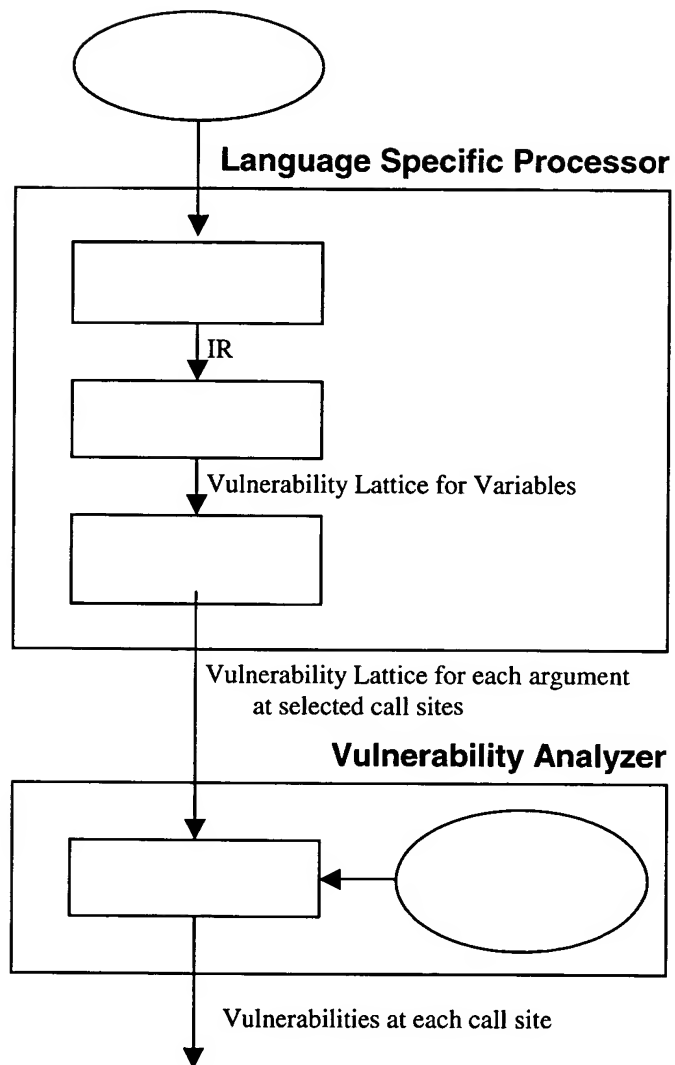 Language Specific Processor
IR
Vulnerability Lattice for Variables
Vulnerability Lattice for each argument
at selected call sites
Vulnerability Analyzer
Vulnerabilities at each call site